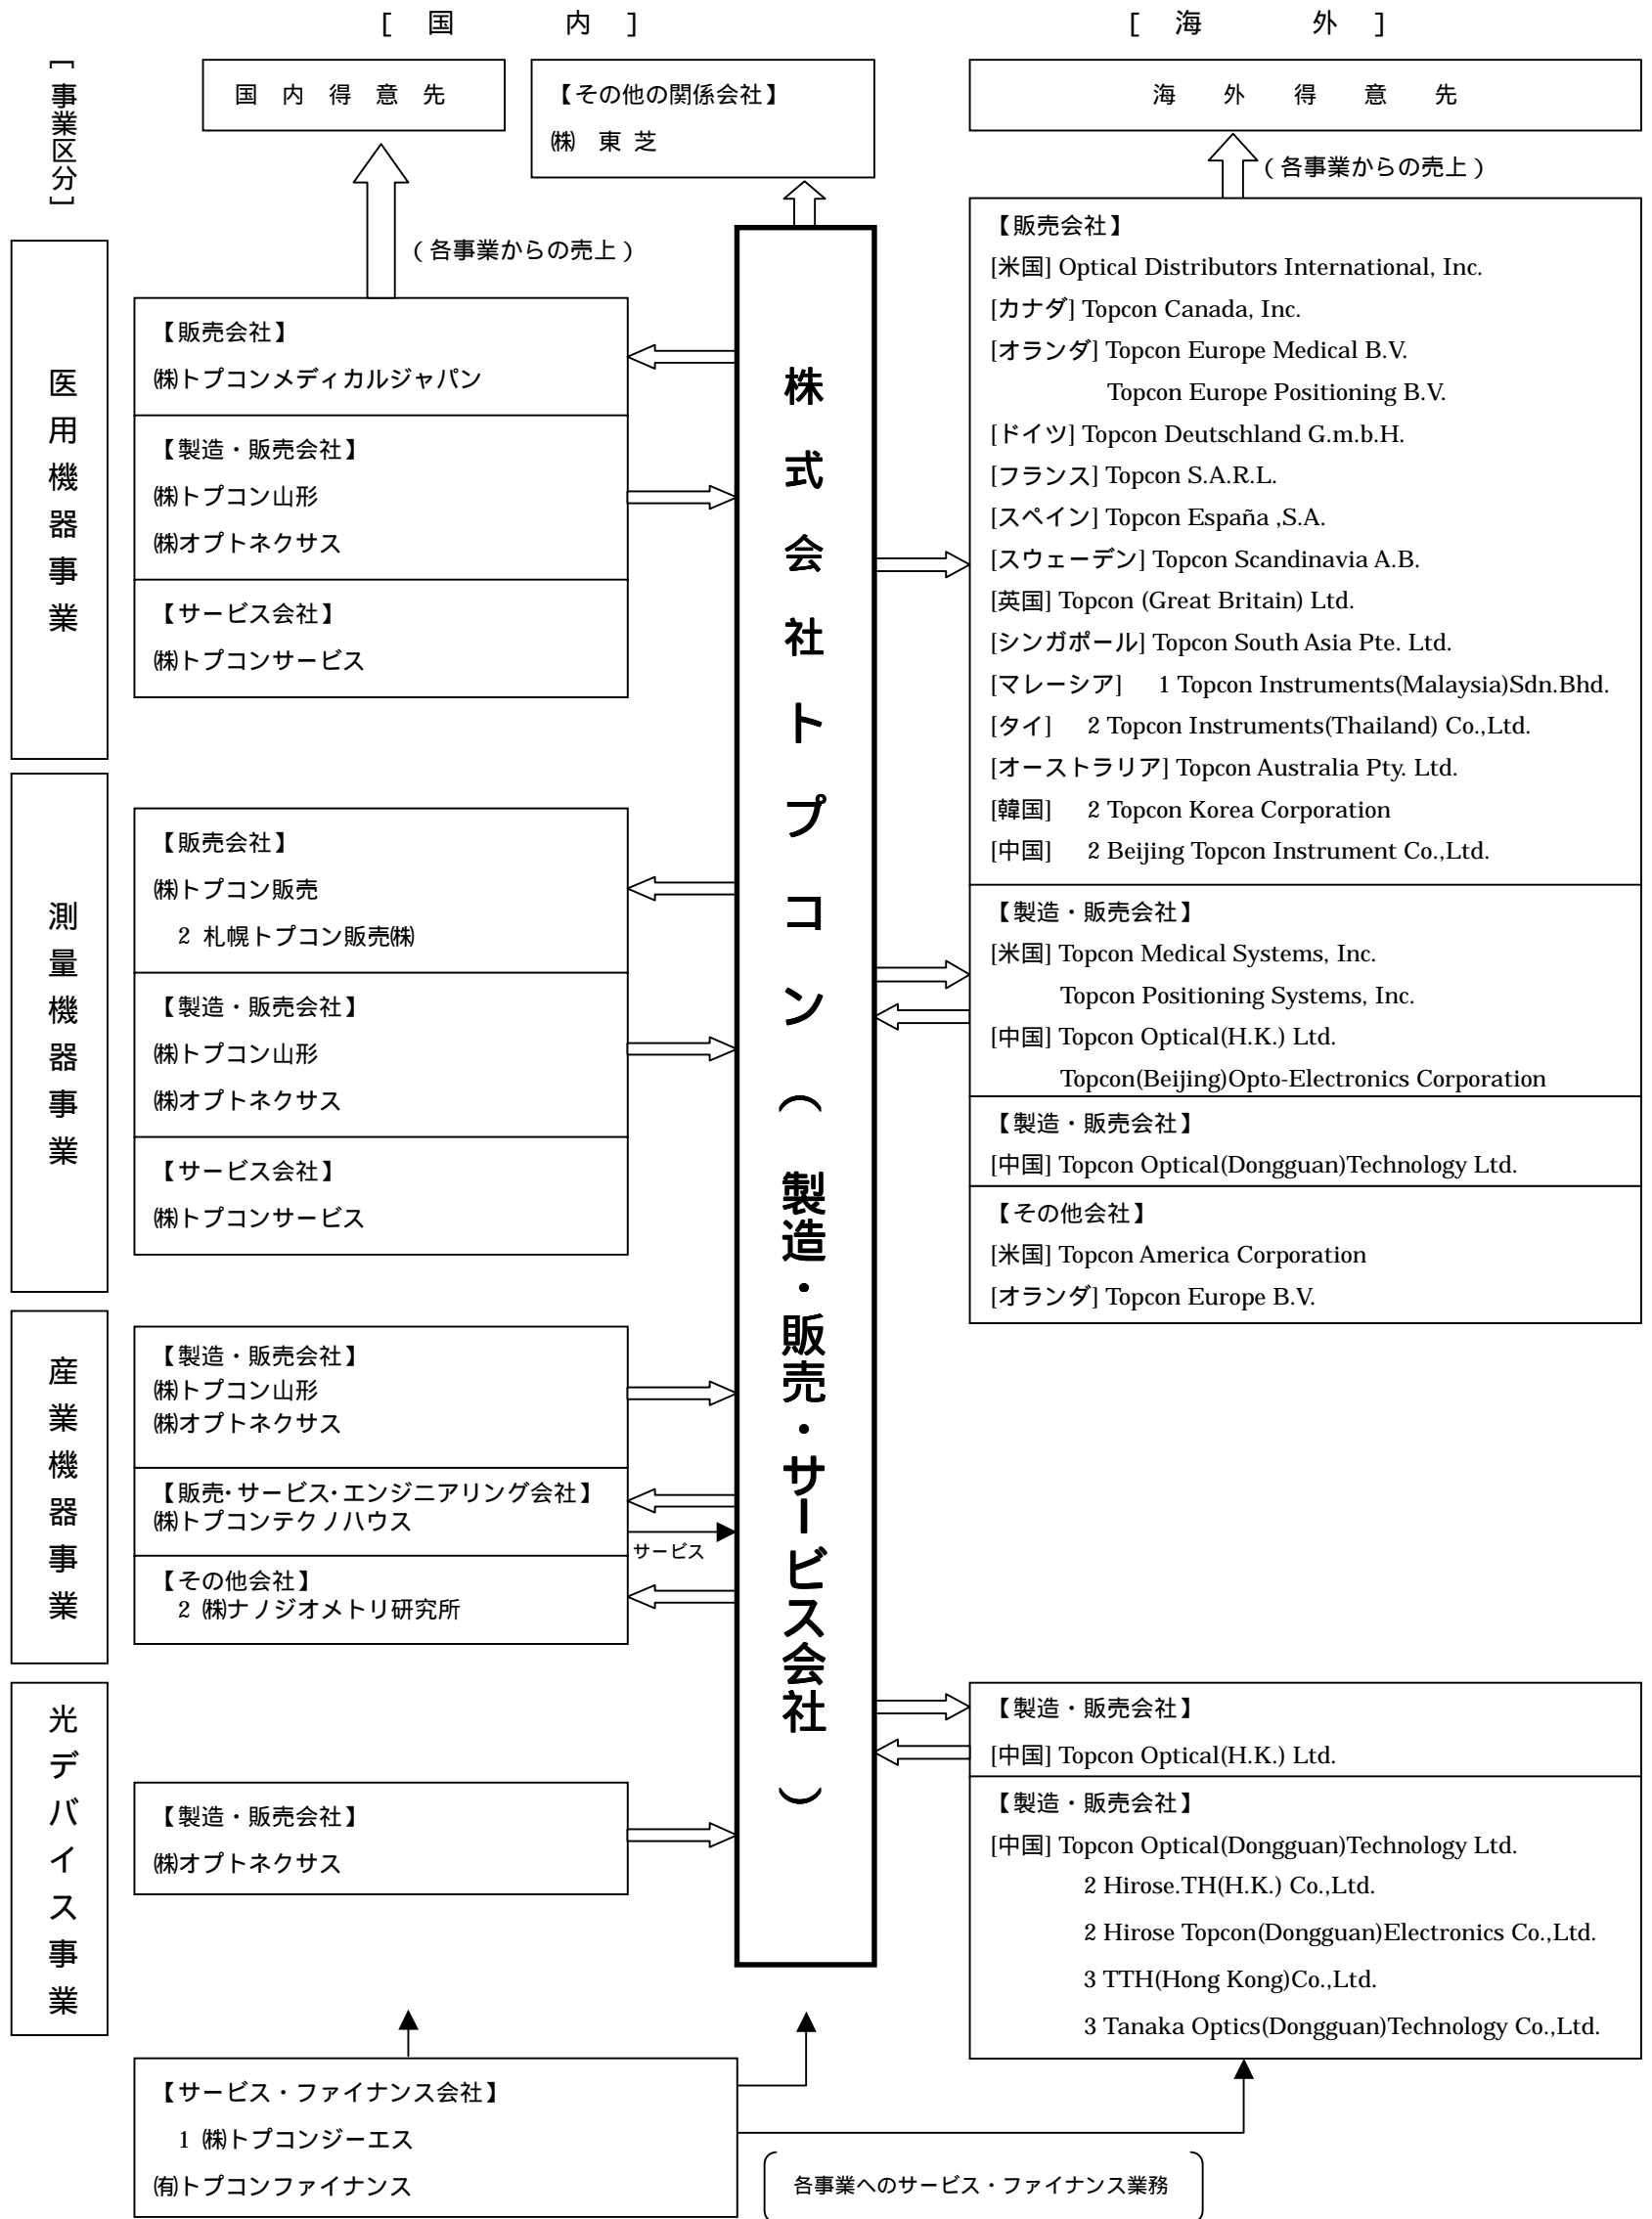 [ 国 内 ]
[ 海 外 ]
[事業区分]
国内得意先
【その他の関係会社】
㈱ 東 芝
海外得意先
(各事業からの売上)
(各事業からの売上)
医用機器事業
【販売会社】
㈱トプコンメディカルジャパン
【製造・販売会社】
㈱トプコン山形
㈱オプトネクサス
【サービス会社】
㈱トプコンサービス
測量機器事業
【販売会社】
㈱トプコン販売
2 札幌トプコン販売㈱
【製造・販売会社】
㈱トプコン山形
㈱オプトネクサス
【サービス会社】
㈱トプコンサービス
産業機器事業
【製造・販売会社】
㈱トプコン山形
㈱オプトネクサス
【販売・サービス・エンジニアリング会社】
㈱トプコンテクノハウス
サービス
【その他会社】
2 ㈱ナノジオメトリ研究所
光デバイス事業
【製造・販売会社】
㈱オプトネクサス
株式会社トプコン(製造・販売・サービス会社)
【販売会社】
[米国] Optical Distributors International, Inc.
[カナダ] Topcon Canada, Inc.
[オランダ] Topcon Europe Medical B.V.
Topcon Europe Positioning B.V.
[ドイツ] Topcon Deutschland G.m.b.H.
[フランス] Topcon S.A.R.L.
[スペイン] Topcon España ,S.A.
[スウェーデン] Topcon Scandinavia A.B.
[英国] Topcon (Great Britain) Ltd.
[シンガポール] Topcon South Asia Pte. Ltd.
[マレーシア] 1 Topcon Instruments(Malaysia)Sdn.Bhd.
[タイ] 2 Topcon Instruments(Thailand) Co.,Ltd.
[オーストラリア] Topcon Australia Pty. Ltd.
[韓国] 2 Topcon Korea Corporation
[中国] 2 Beijing Topcon Instrument Co.,Ltd.
【製造・販売会社】
[米国] Topcon Medical Systems, Inc.
Topcon Positioning Systems, Inc.
[中国] Topcon Optical(H.K.) Ltd.
Topcon(Beijing)Opto-Electronics Corporation
【製造・販売会社】
[中国] Topcon Optical(Dongguan)Technology Ltd.
【その他会社】
[米国] Topcon America Corporation
[オランダ] Topcon Europe B.V.
【製造・販売会社】
[中国] Topcon Optical(H.K.) Ltd.
【製造・販売会社】
[中国] Topcon Optical(Dongguan)Technology Ltd.
2 Hirose.TH(H.K.) Co.,Ltd.
2 Hirose Topcon(Dongguan)Electronics Co.,Ltd.
3 TTH(Hong Kong)Co.,Ltd.
3 Tanaka Optics(Dongguan)Technology Co.,Ltd.
【サービス・ファイナンス会社】
1 ㈱トプコンジーエス
㈲トプコンファイナンス
各事業へのサービス・ファイナンス業務